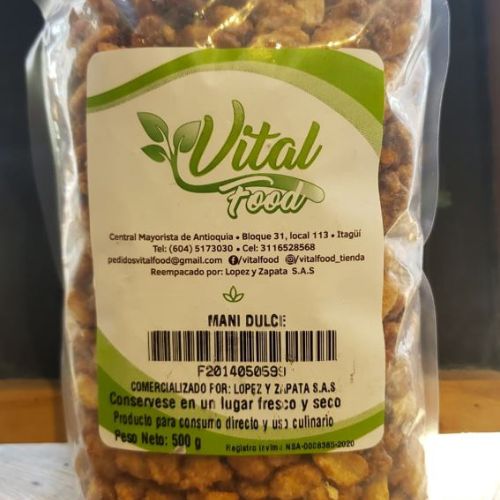 Vital
Food
Central Mayorista de Antioquia • Bloque 31, local 113 • Itagüí
Tel: (604) 5173030 • Cel: 3116528568
pedidosvitalfood@gmail.com /vitalfood /vitalfood_tienda
Reempacado por: Lopez y Zapata S.A.S
MANI DULCE
F2014050599
COMERCIALIZADO POR: LOPEZ Y ZAPATA S.A.S
Conservese en un lugar fresco y seco
Producto para consumo directo y uso culinario
Peso Neto: 500 g
Registro NSA-0008365-2020